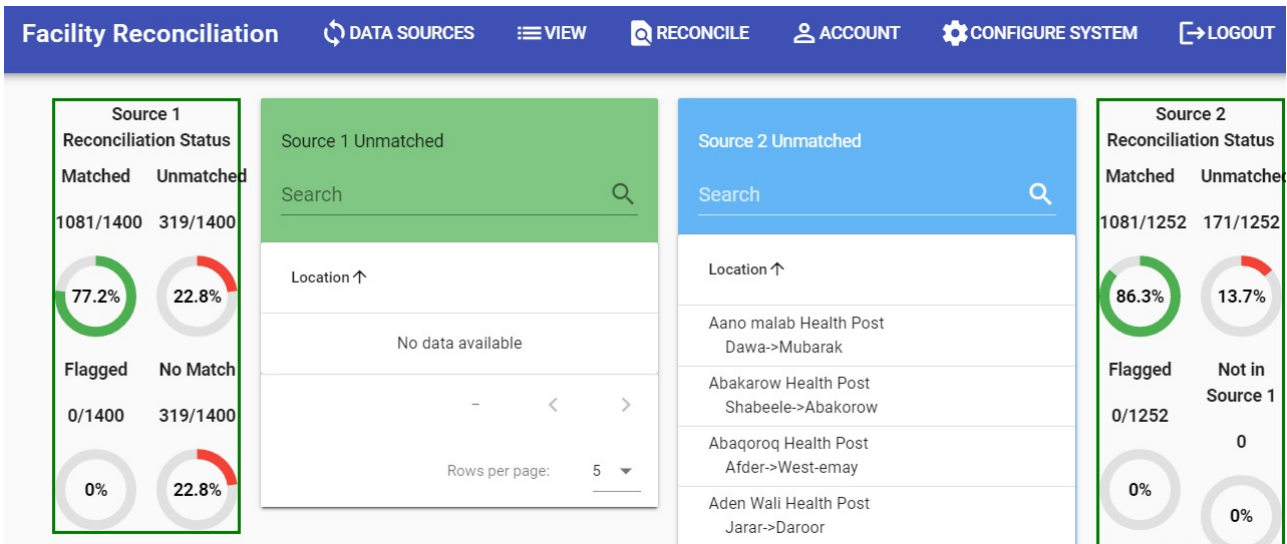 Facility Reconciliation DATA SOURCES VIEW RECONCILE ACCOUNT CONFIGURE SYSTEM LOGOUT
Source 1
Reconciliation Status
Matched Unmatched
1081/1400 319/1400
77.2% 22.8%
Flagged No Match
0/1400 319/1400
0% 22.8%
Source 1 Unmatched
Search
Location
No data available
–
Rows per page: 5
Source 2 Unmatched
Search
Location
Aano malab Health Post
Dawa->Mubarak
Abakarow Health Post
Shabeele->Abakorow
Abaqoroq Health Post
Afder->West-emay
Aden Wali Health Post
Jarar->Daroor
Source 2
Reconciliation Status
Matched Unmatched
1081/1252 171/1252
86.3% 13.7%
Flagged Not in
Source 1
0/1252
0
0% 0%